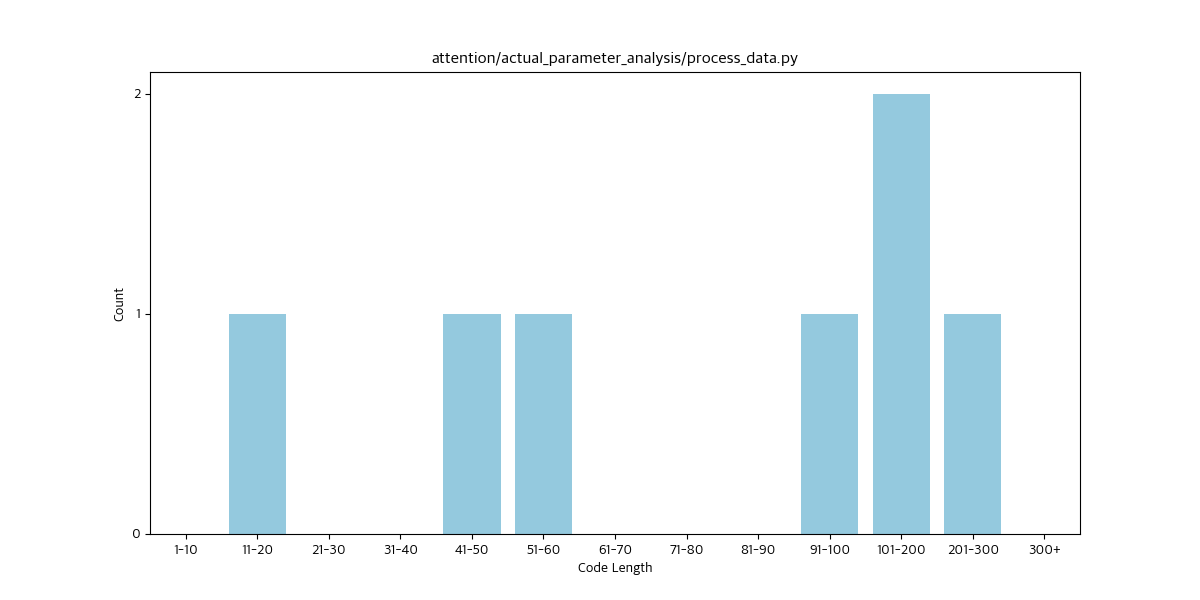 attention/actual_parameter_analysis/process_data.py
Count
2
1
0
1-10 11-20 21-30 31-40 41-50 51-60 61-70 71-80 81-90 91-100 101-200 201-300 300+
Code Length